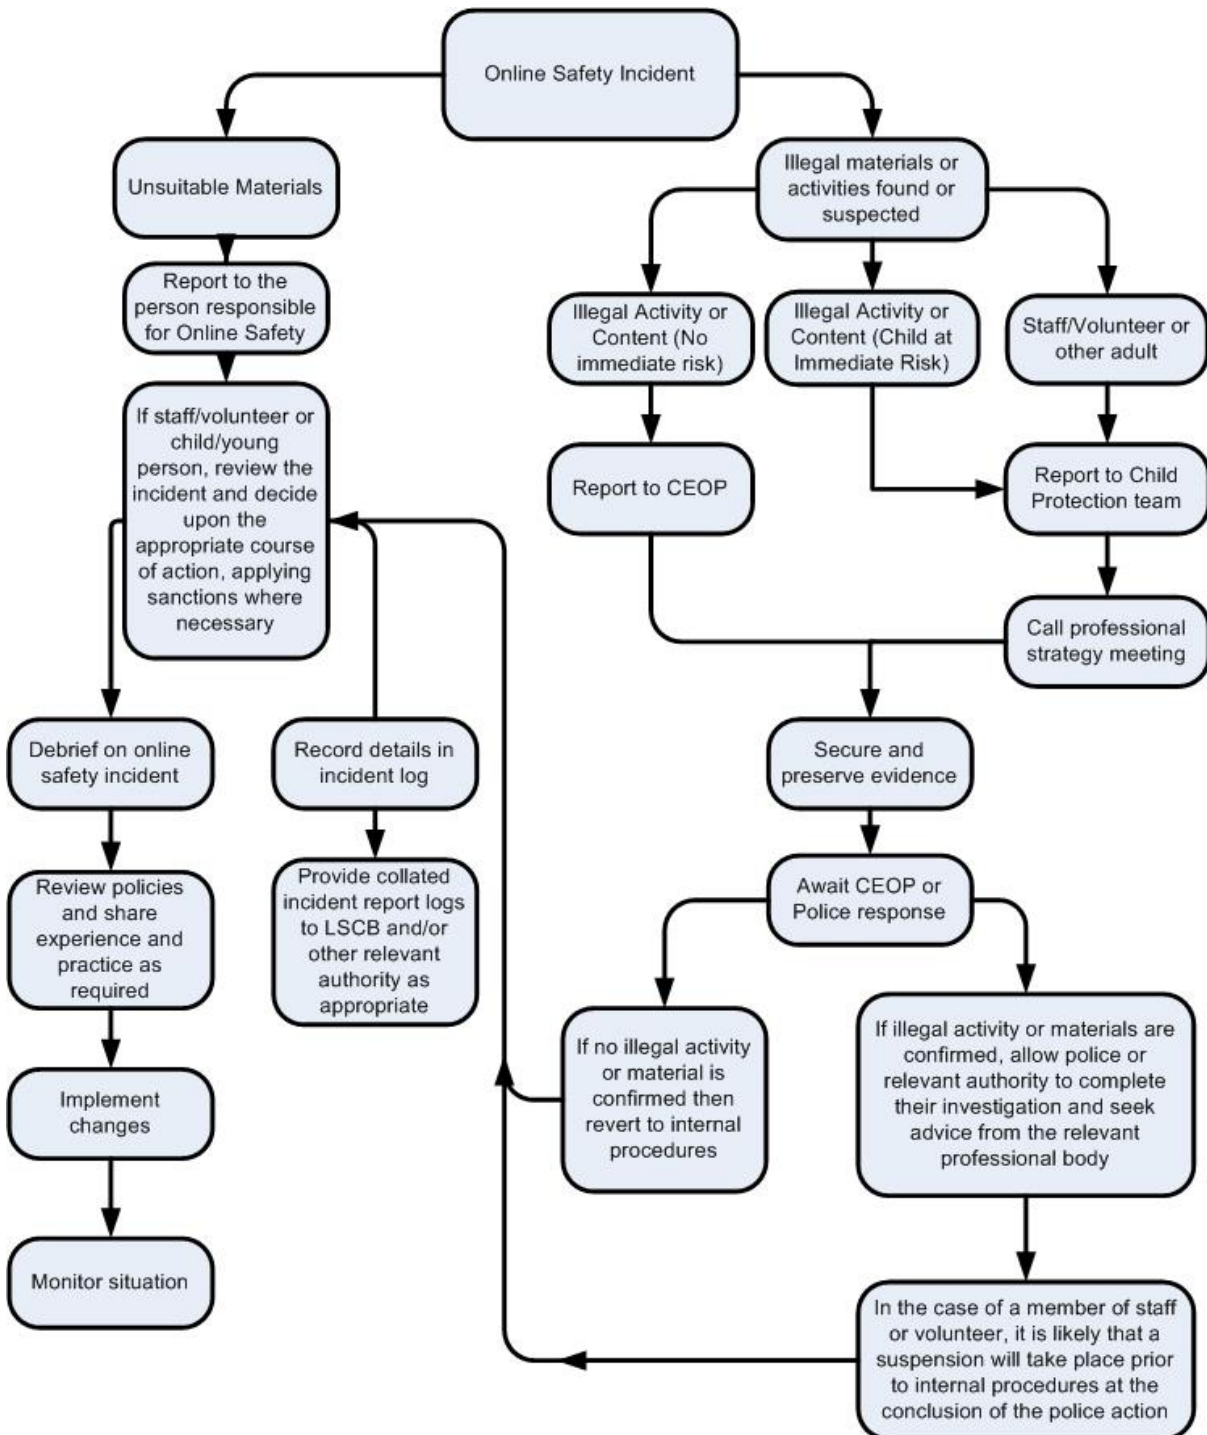 Online Safety Incident
Unsuitable Materials
Report to the
person responsible
for Online Safety
If staff/volunteer or
child/young
person, review the
incident and decide
upon the
appropriate course
of action, applying
sanctions where
necessary
Debrief on online
safety incident
Review policies
and share
experience and
practice as
required
Implement
changes
Monitor situation
Record details in
incident log
Provide collated
incident report logs
to LSCB and/or
other relevant
authority as
appropriate
Illegal materials or
activities found or
suspected
Illegal Activity or
Content (No
immediate risk)
Illegal Activity or
Content (Child at
Immediate Risk)
Staff/Volunteer or
other adult
Report to CEOP
Report to Child
Protection team
Call professional
strategy meeting
Secure and
preserve evidence
Await CEOP or
Police response
If no illegal activity
or material is
confirmed then
revert to internal
procedures
If illegal activity or materials are
confirmed, allow police or
relevant authority to complete
their investigation and seek
advice from the relevant
professional body
In the case of a member of staff
or volunteer, it is likely that a
suspension will take place prior
to internal procedures at the
conclusion of the police action